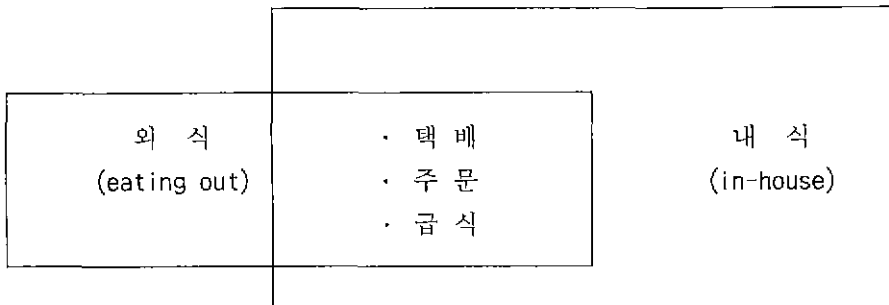 외 식
(eating out)
· 택 배
· 주 문
· 급 식
내 식
(in-house)